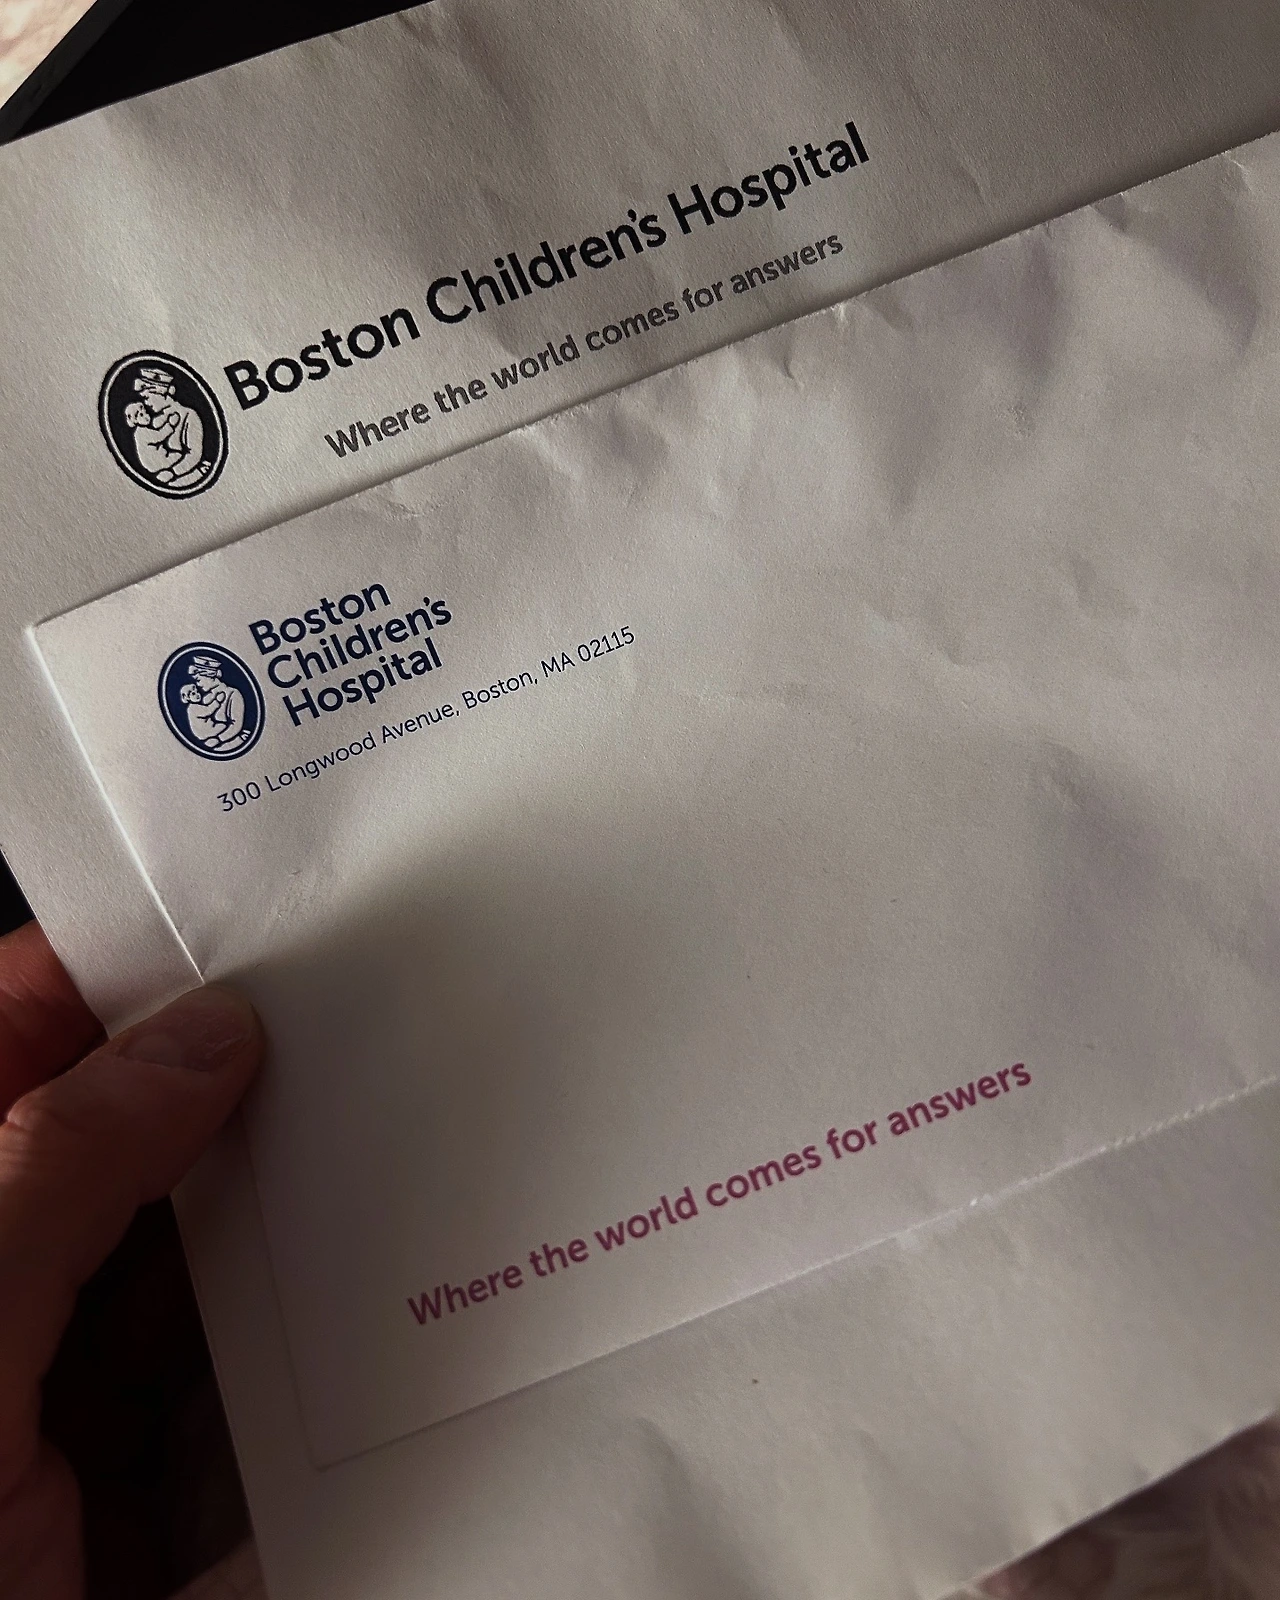 Boston Children's Hospital
Where the world comes for answers
Boston
Children's
Hospital
300 Longwood Avenue, Boston, MA 02115
Where the world comes for answers